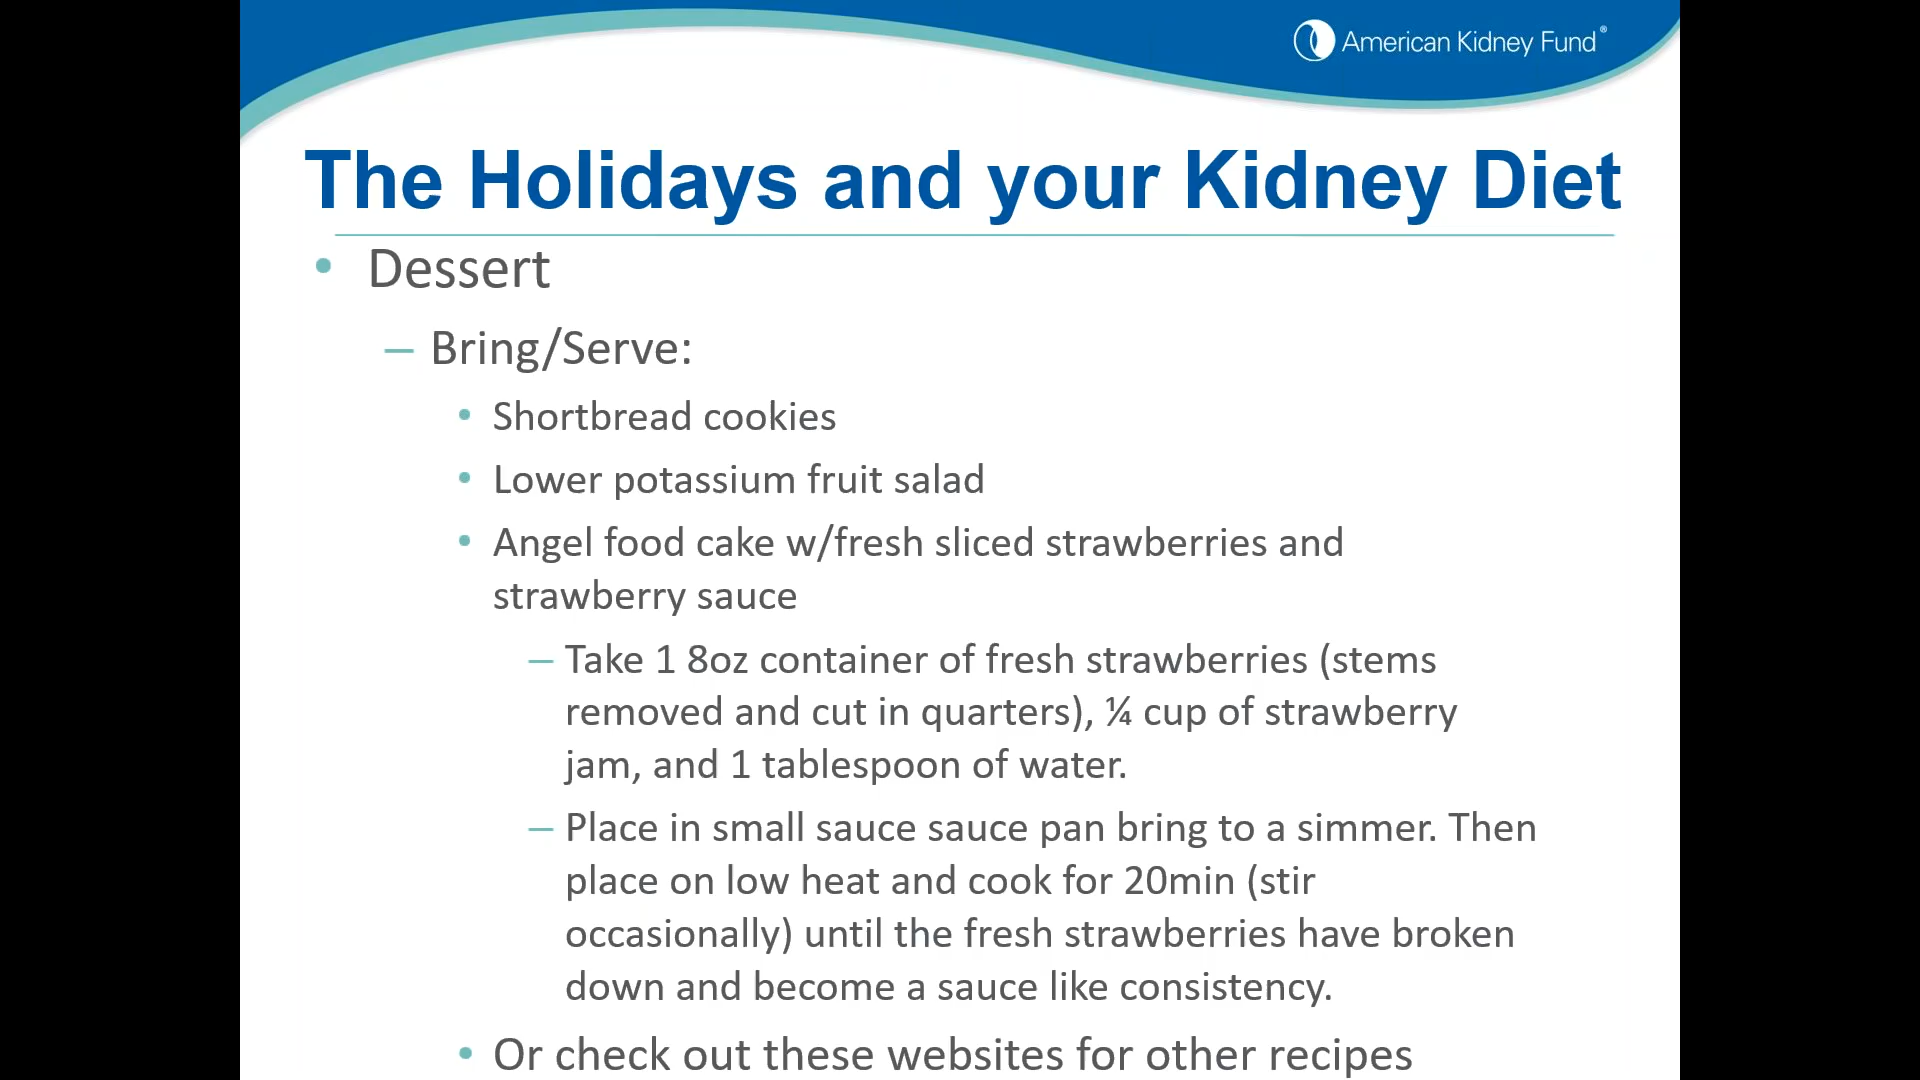 American Kidney Fund®
The Holidays and your Kidney Diet
• Dessert
– Bring/Serve:
• Shortbread cookies
• Lower potassium fruit salad
• Angel food cake w/fresh sliced strawberries and
strawberry sauce
– Take 1 8oz container of fresh strawberries (stems
removed and cut in quarters), ¼ cup of strawberry
jam, and 1 tablespoon of water.
– Place in small sauce sauce pan bring to a simmer. Then
place on low heat and cook for 20min (stir
occasionally) until the fresh strawberries have broken
down and become a sauce like consistency.
• Or check out these websites for other recipes